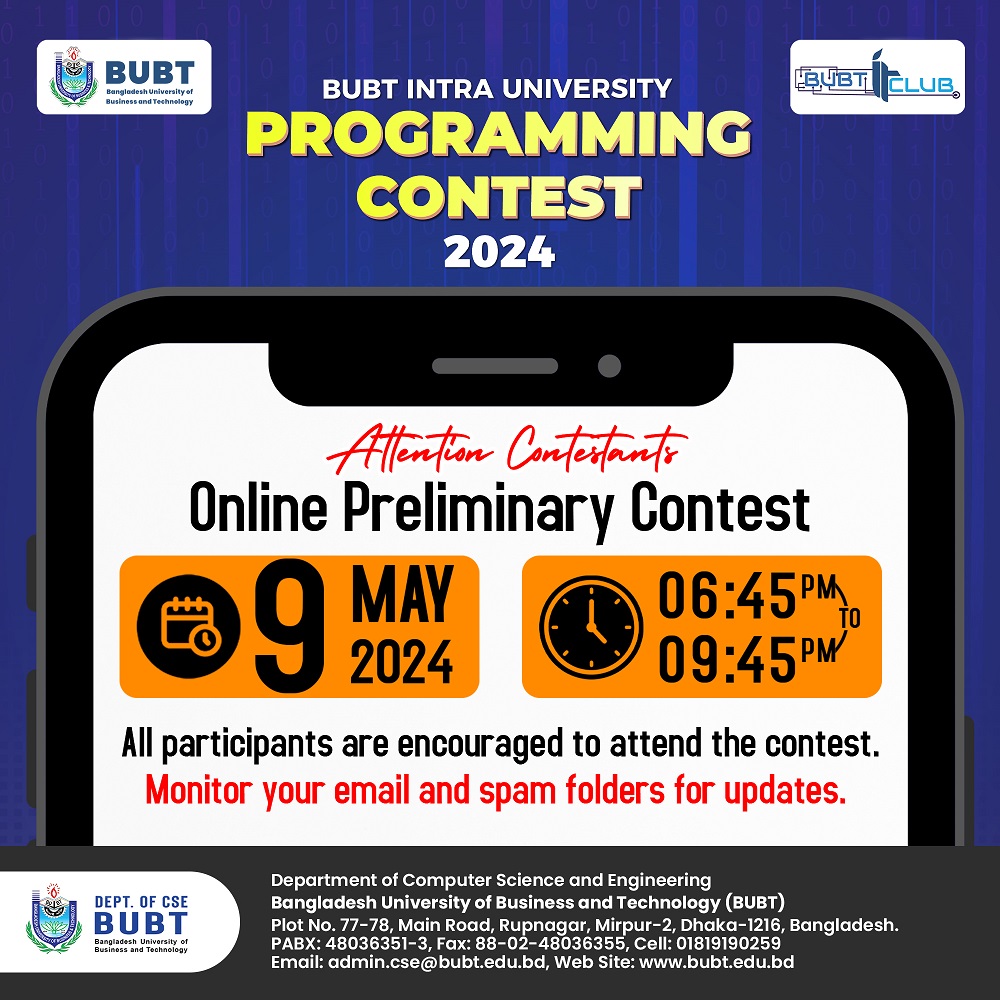 BUBT
Bangladesh University of
Business and Technology
BUBT IT CLUB
BUBT INTRA UNIVERSITY
PROGRAMMING
CONTEST
2024
Attention Contestants
Online Preliminary Contest
9 MAY
2024
06:45 PM
TO
09:45 PM
All participants are encouraged to attend the contest.
Monitor your email and spam folders for updates.
DEPT. OF CSE
BUBT
Bangladesh University of
Business and Technology
Department of Computer Science and Engineering
Bangladesh University of Business and Technology (BUBT)
Plot No. 77-78, Main Road, Rupnagar, Mirpur-2, Dhaka-1216, Bangladesh.
PABX: 48036351-3, Fax: 88-02-48036355, Cell: 01819190259
Email: admin.cse@bubt.edu.bd, Web Site: www.bubt.edu.bd